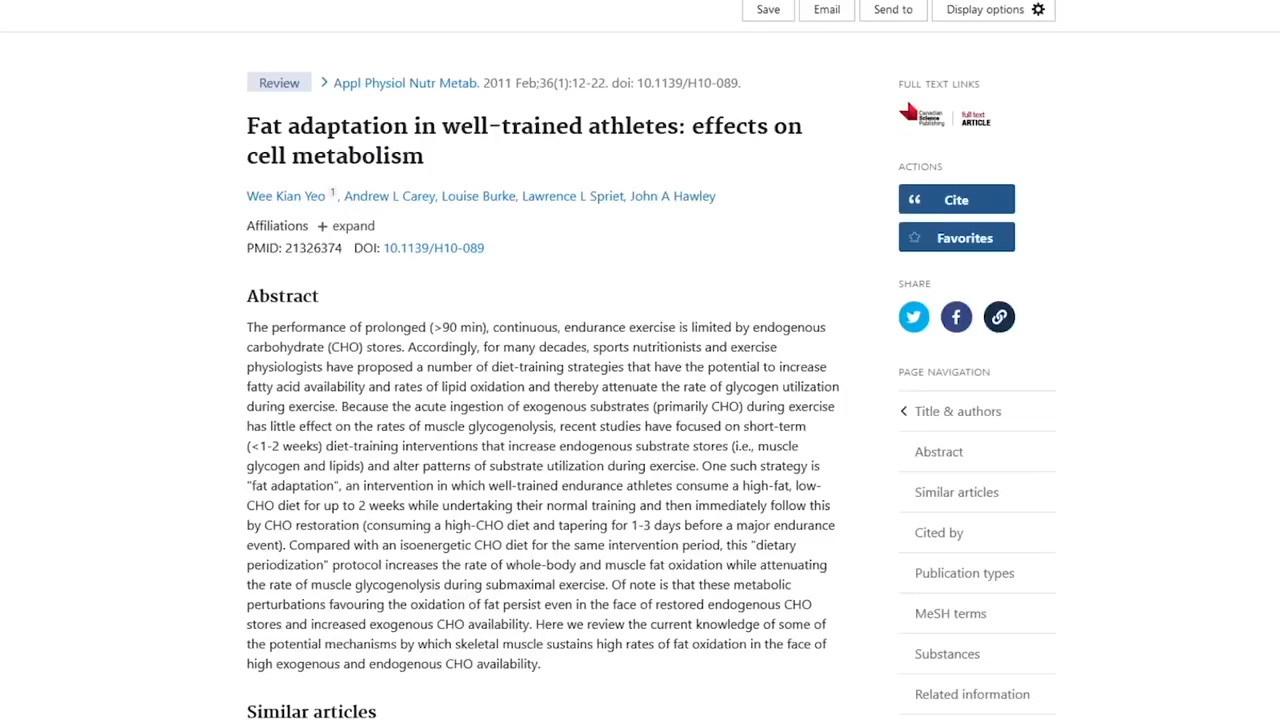 Save
Email
Send to
Display options
Review
Appl Physiol Nutr Metab. 2011 Feb;36(1):12-22. doi: 10.1139/H10-089.
Fat adaptation in well-trained athletes: effects on
cell metabolism
Wee Kian Yeo 1, Andrew L Carey, Louise Burke, Lawrence L Spriet, John A Hawley
Affiliations + expand
PMID: 21326374 DOI: 10.1139/H10-089
Abstract
The performance of prolonged (>90 min), continuous, endurance exercise is limited by endogenous
carbohydrate (CHO) stores. Accordingly, for many decades, sports nutritionists and exercise
physiologists have proposed a number of diet-training strategies that have the potential to increase
fatty acid availability and rates of lipid oxidation and thereby attenuate the rate of glycogen utilization
during exercise. Because the acute ingestion of exogenous substrates (primarily CHO) during exercise
has little effect on the rates of muscle glycogenolysis, recent studies have focused on short-term
(<1-2 weeks) diet-training interventions that increase endogenous substrate stores (i.e., muscle
glycogen and lipids) and alter patterns of substrate utilization during exercise. One such strategy is
"fat adaptation", an intervention in which well-trained endurance athletes consume a high-fat, low-
CHO diet for up to 2 weeks while undertaking their normal training and then immediately follow this
by CHO restoration (consuming a high-CHO diet and tapering for 1-3 days before a major endurance
event). Compared with an isoenergetic CHO diet for the same intervention period, this "dietary
periodization" protocol increases the rate of whole-body and muscle fat oxidation while attenuating
the rate of muscle glycogenolysis during submaximal exercise. Of note is that these metabolic
perturbations favouring the oxidation of fat persist even in the face of restored endogenous CHO
stores and increased exogenous CHO availability. Here we review the current knowledge of some of
the potential mechanisms by which skeletal muscle sustains high rates of fat oxidation in the face of
high exogenous and endogenous CHO availability.
Similar articles
FULL TEXT LINKS
Canadian
Science
Publishing
full text
ARTICLE
ACTIONS
Cite
Favorites
SHARE
PAGE NAVIGATION
Title & authors
Abstract
Similar articles
Cited by
Publication types
MeSH terms
Substances
Related information